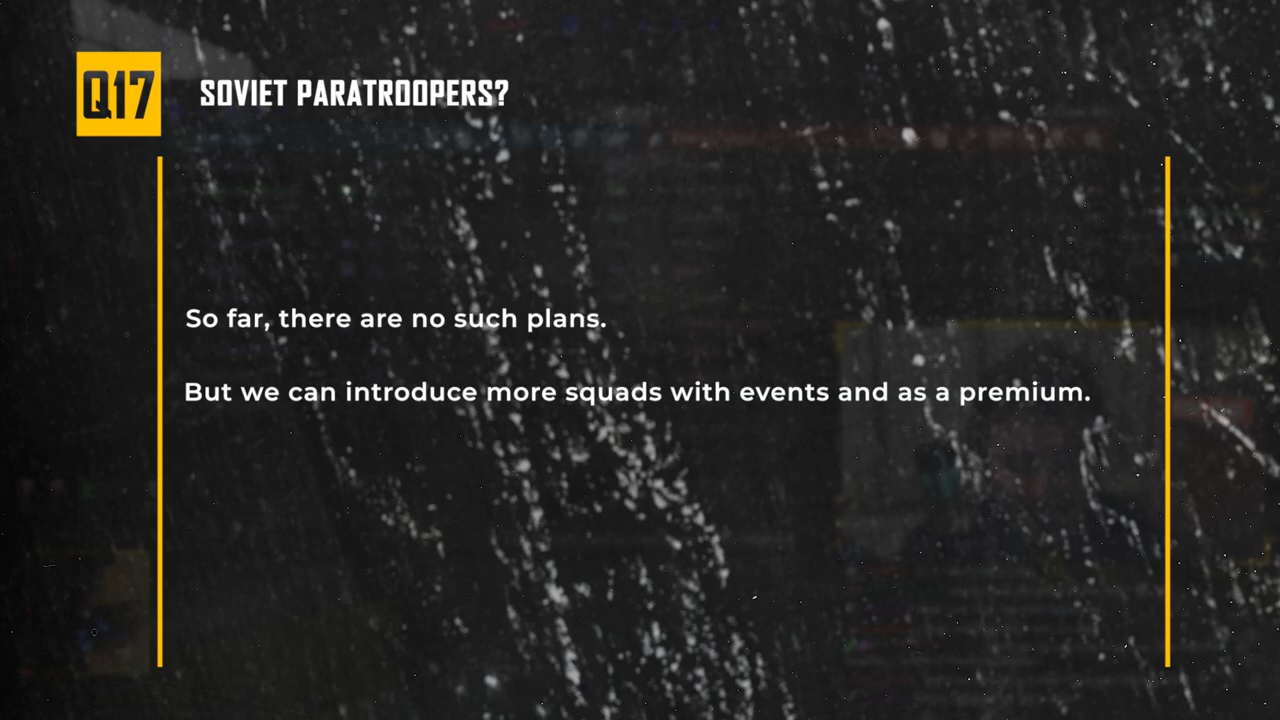 Q17
SOVIET PARATROOPERS?
So far, there are no such plans.
But we can introduce more squads with events and as a premium.